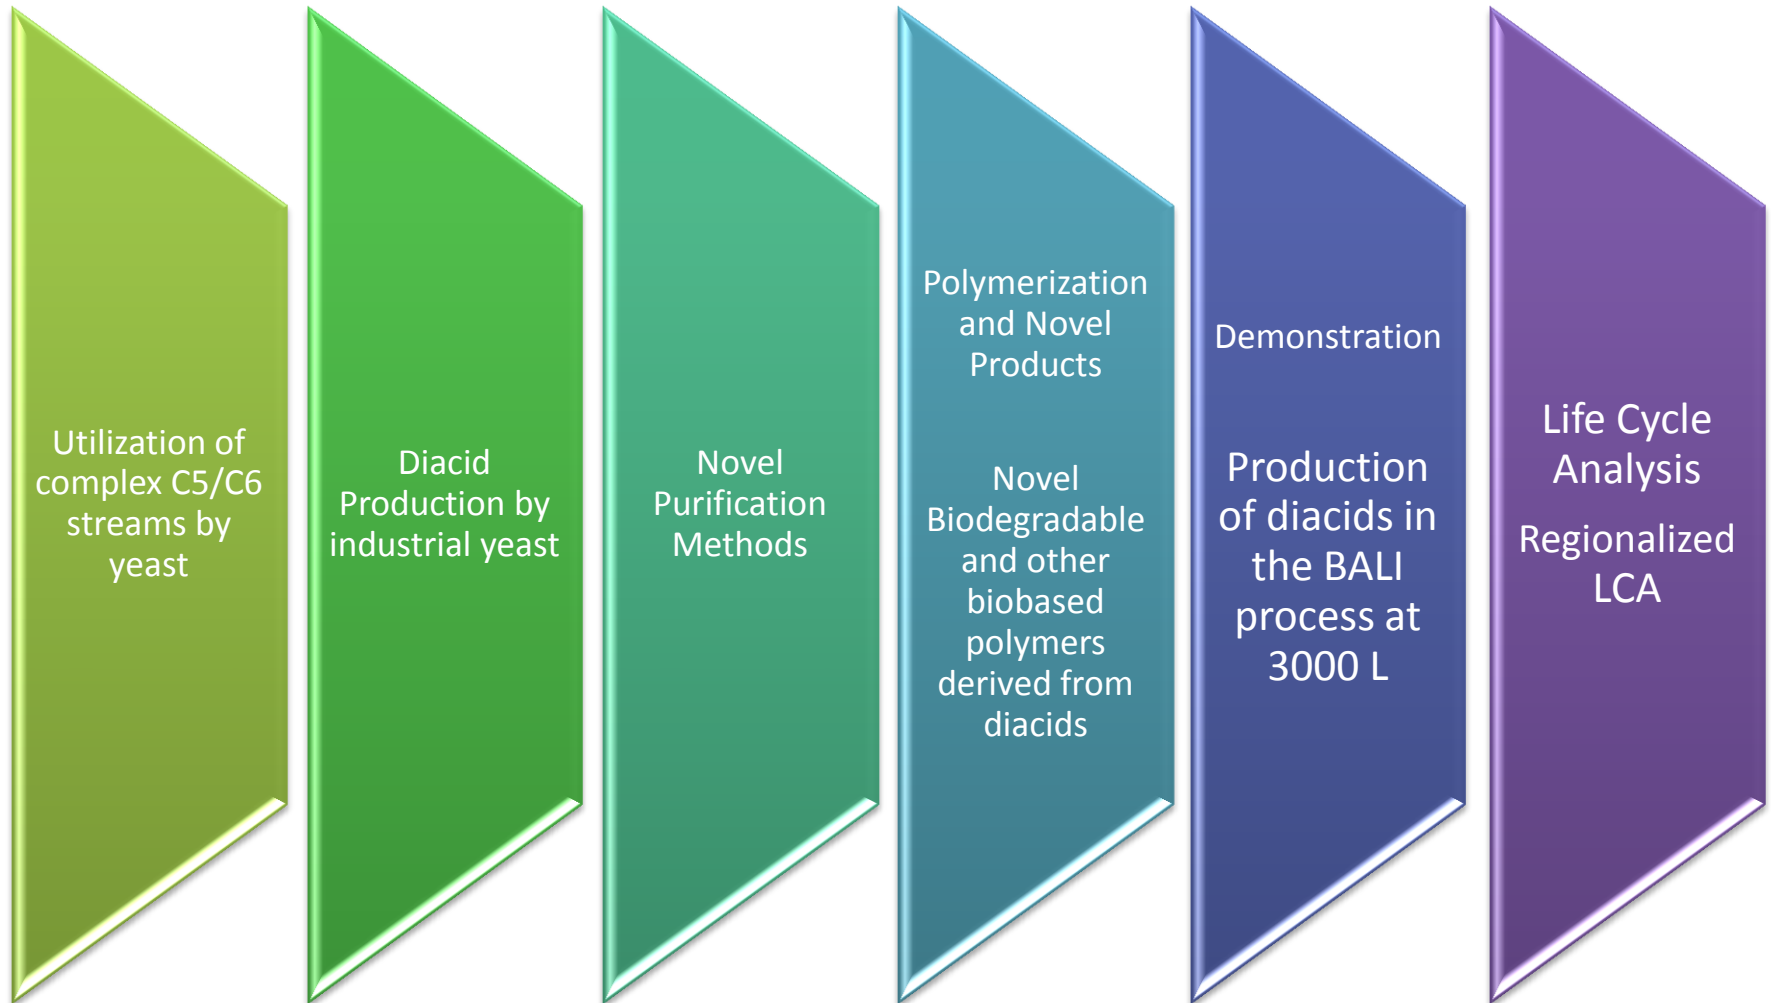 Utilization of
complex C5/C6
streams by
yeast
Diacid
Production by
industrial yeast
Novel
Purification
Methods
Polymerization
and Novel
Products
Novel
Biodegradable
and other
biobased
polymers
derived from
diacids
Demonstration
Production
of diacids in
the BALI
process at
3000 L
Life Cycle
Analysis
Regionalized
LCA